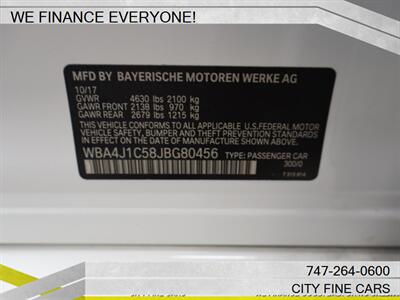 WE FINANCE EVERYONE!
MFD BY BAYERISCHE MOTOREN WERKE AG
10/17
GVWR 4630 lbs 2100 kg
GAWR FRONT 2138 lbs 970 kg
GAWR REAR 2679 lbs 1215 kg
THIS VEHICLE CONFORMS TO ALL APPLICABLE
U.S.FEDERAL MOTOR VEHICLE SAFETY, BUMPER, AND
THEFT PREVENTION STANDARDS IN EFFECT
ON THE DATE OF MANUFACTURE SHOWN ABOVE.
WBA4J1C58JBG80456 TYPE: PASSENGER CAR
300/0
7 313 814
747-264-0600
CITY FINE CARS